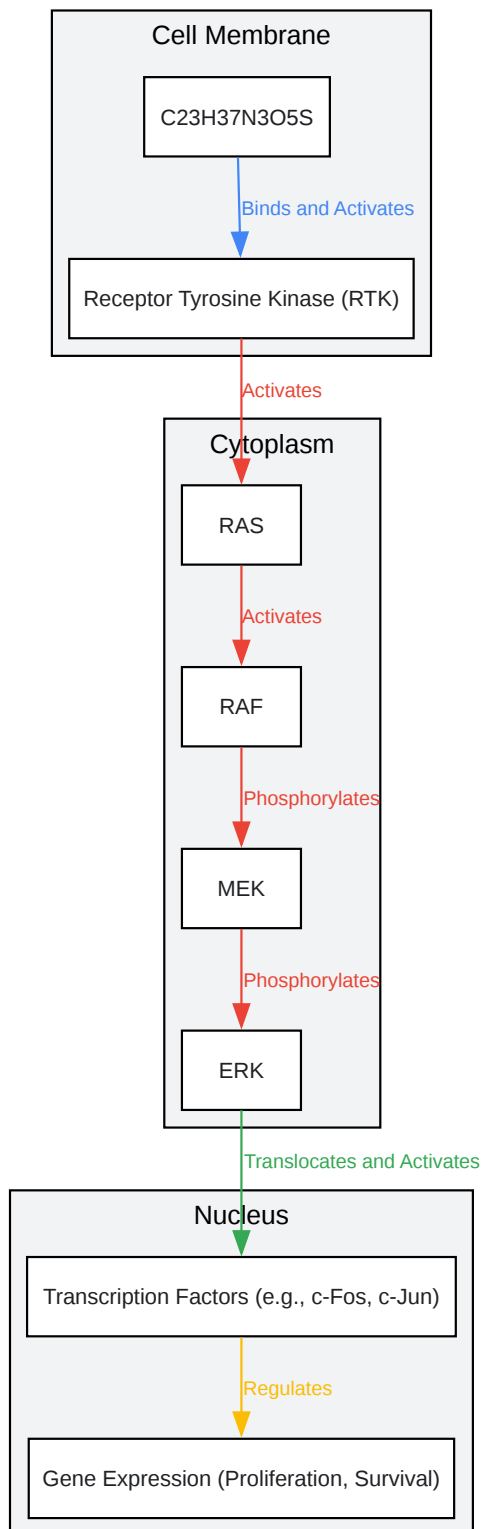 Cell Membrane
C23H37N3O5S
Binds and Activates
Receptor Tyrosine Kinase (RTK)
Activates
Cytoplasm
RAS
Activates
RAF
Phosphorylates
MEK
Phosphorylates
ERK
Translocates and Activates
Nucleus
Transcription Factors (e.g., c-Fos, c-Jun)
Regulates
Gene Expression (Proliferation, Survival)